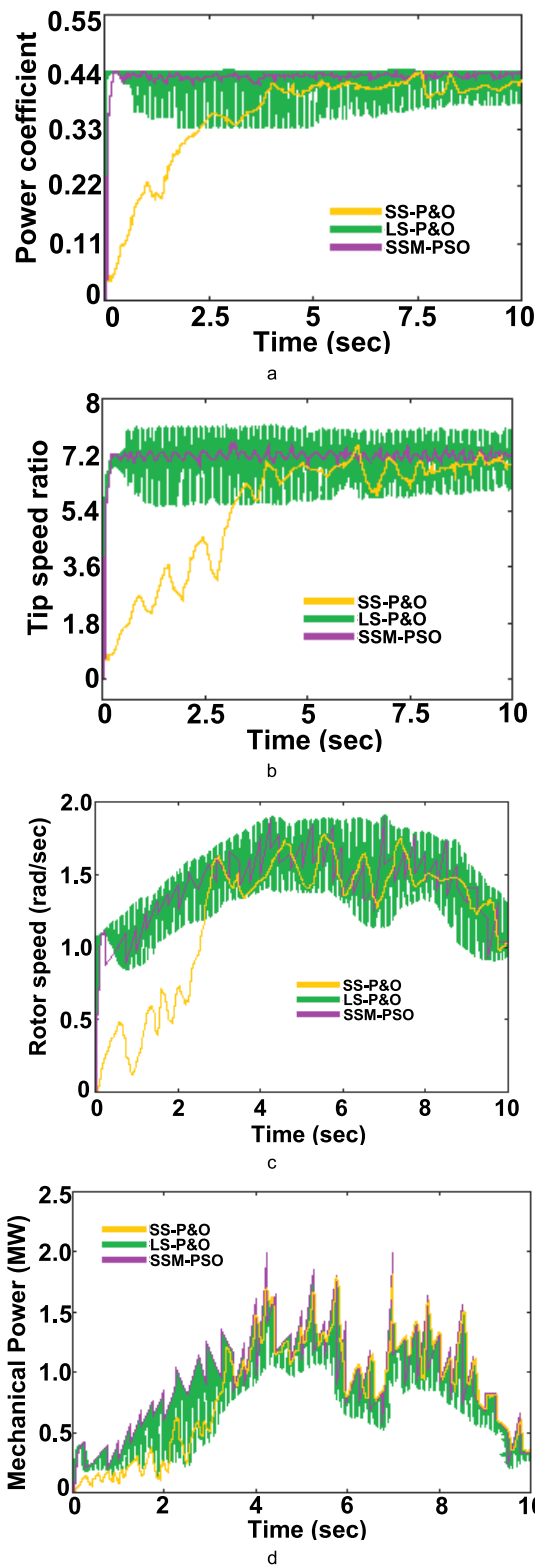 Power coefficient
0.55
0.44
0.33
0.22
0.11
0
SS-P&O
LS-P&O
SSM-PSO
0 2.5 5 7.5 10
Time (sec)
a
Tip speed ratio
8
7.2
5.4
3.6
1.8
0
SS-P&O
LS-P&O
SSM-PSO
0 2.5 5 7.5 10
Time (sec)
b
Rotor speed (rad/sec)
2.0
1.5
1.0
0.5
0
SS-P&O
LS-P&O
SSM-PSO
0 2 4 6 8 10
Time (sec)
c
Mechanical Power (MW)
2.5
2.0
1.5
1.0
0.5
0
SS-P&O
LS-P&O
SSM-PSO
0 2 4 6 8 10
Time (sec)
d